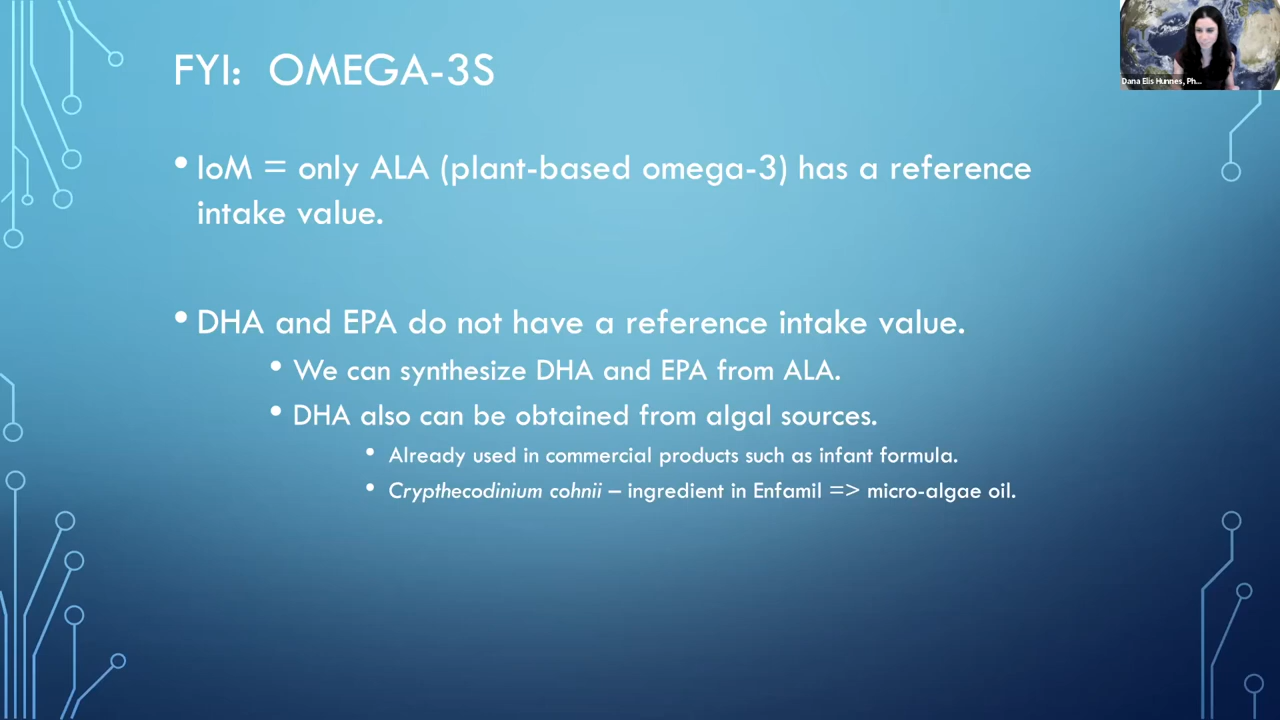 FYI: OMEGA-3S
Dana Elis Hunnes, Ph...
• IoM = only ALA (plant-based omega-3) has a reference
intake value.
• DHA and EPA do not have a reference intake value.
• We can synthesize DHA and EPA from ALA.
• DHA also can be obtained from algal sources.
• Already used in commercial products such as infant formula.
• Crypthecodinium cohnii – ingredient in Enfamil => micro-algae oil.